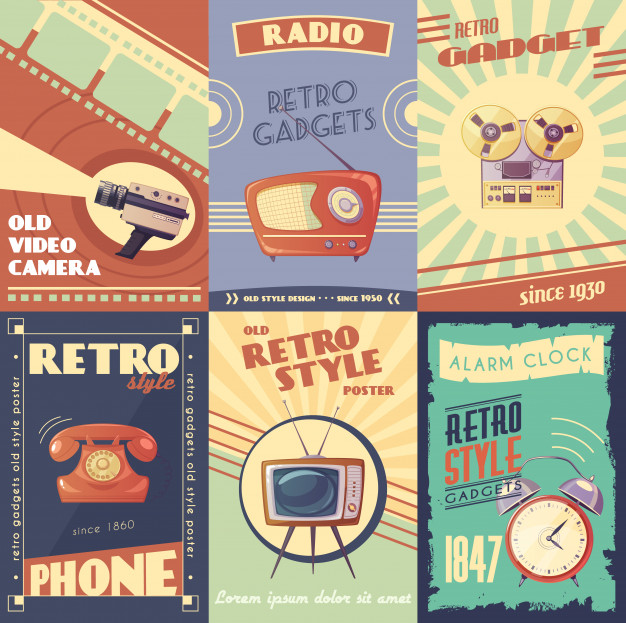 OLD
VIDEO
CAMERA
RADIO
RETRO
GADGETS
OLD STYLE DESIGN · · · SINCE 1950
RETRO
GADGET
since 1930
RETRO
style
retro gadgets old style poster
retro gadgets old style poster
since 1860
PHONE
OLD
RETRO
STYLE
POSTER
Lorem ipsum dolor sit amet
ALARM CLOCK
RETRO
STYLE
GADGETS
1847